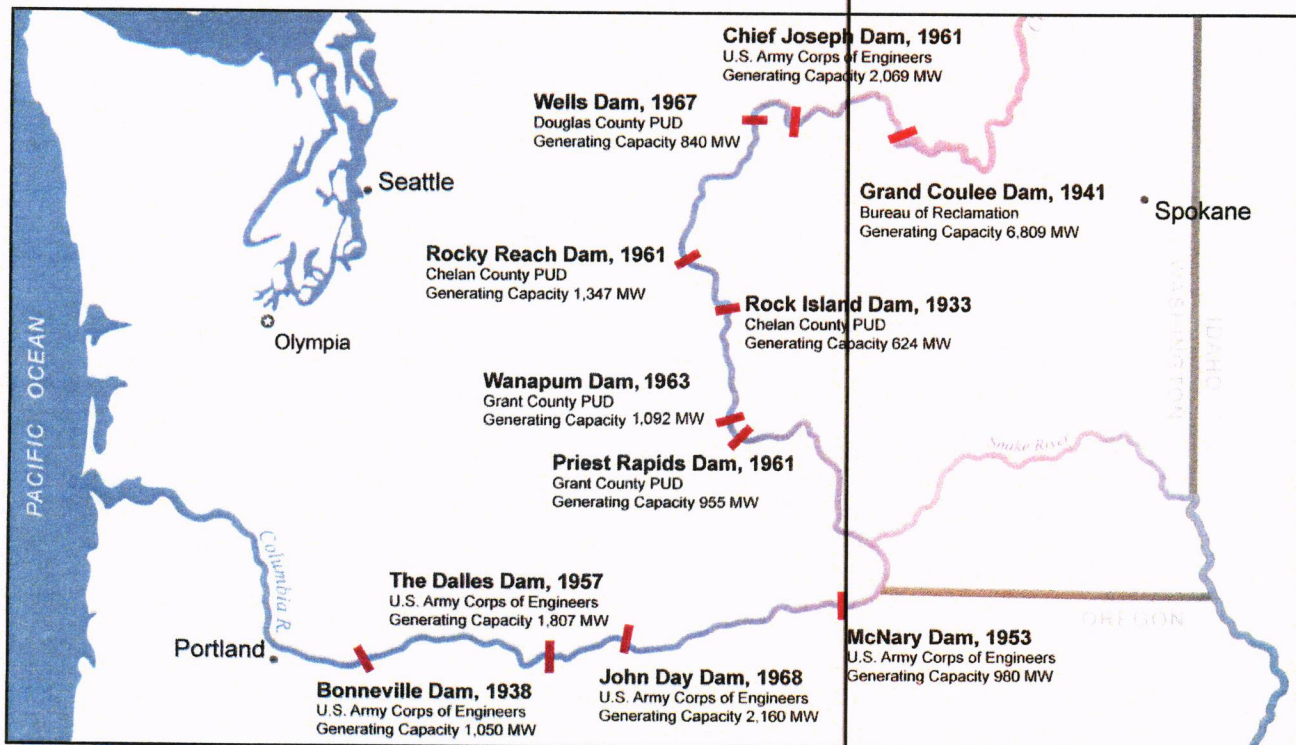 Chief Joseph Dam, 1961
U.S. Army Corps of Engineers
Generating Capacity 2,069 MW
Wells Dam, 1967
Douglas County PUD
Generating Capacity 840 MW
Seattle
Grand Coulee Dam, 1941
Bureau of Reclamation
Generating Capacity 6,809 MW
Spokane
Rocky Reach Dam, 1961
Chelan County PUD
Generating Capacity 1,347 MW
Rock Island Dam, 1933
Chelan County PUD
Generating Capacity 624 MW
Olympia
WASHINGTON
IDAHO
PACIFIC OCEAN
Wanapum Dam, 1963
Grant County PUD
Generating Capacity 1,092 MW
Snake River
Priest Rapids Dam, 1961
Grant County PUD
Generating Capacity 955 MW
Columbia R.
The Dalles Dam, 1957
U.S. Army Corps of Engineers
Generating Capacity 1,807 MW
OREGON
Portland
McNary Dam, 1953
U.S. Army Corps of Engineers
Generating Capacity 980 MW
Bonneville Dam, 1938
U.S. Army Corps of Engineers
Generating Capacity 1,050 MW
John Day Dam, 1968
U.S. Army Corps of Engineers
Generating Capacity 2,160 MW